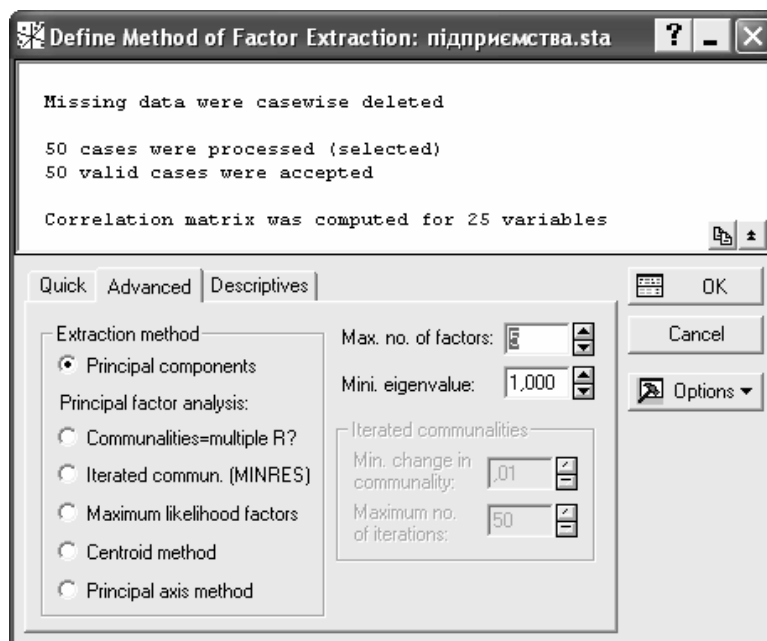 Define Method of Factor Extraction: підприємства.sta
Missing data were casewise deleted
50 cases were processed (selected)
50 valid cases were accepted
Correlation matrix was computed for 25 variables
Quick Advanced Descriptives
OK
Cancel
Options
Extraction method
Principal components
Principal factor analysis:
Communalities=multiple R?
Iterated commun. (MINRES)
Maximum likelihood factors
Centroid method
Principal axis method
Max. no. of factors:
Mini. eigenvalue: 1,000
Iterated communalities
Min. change in
communality: ,01
Maximum no.
of iterations: 50